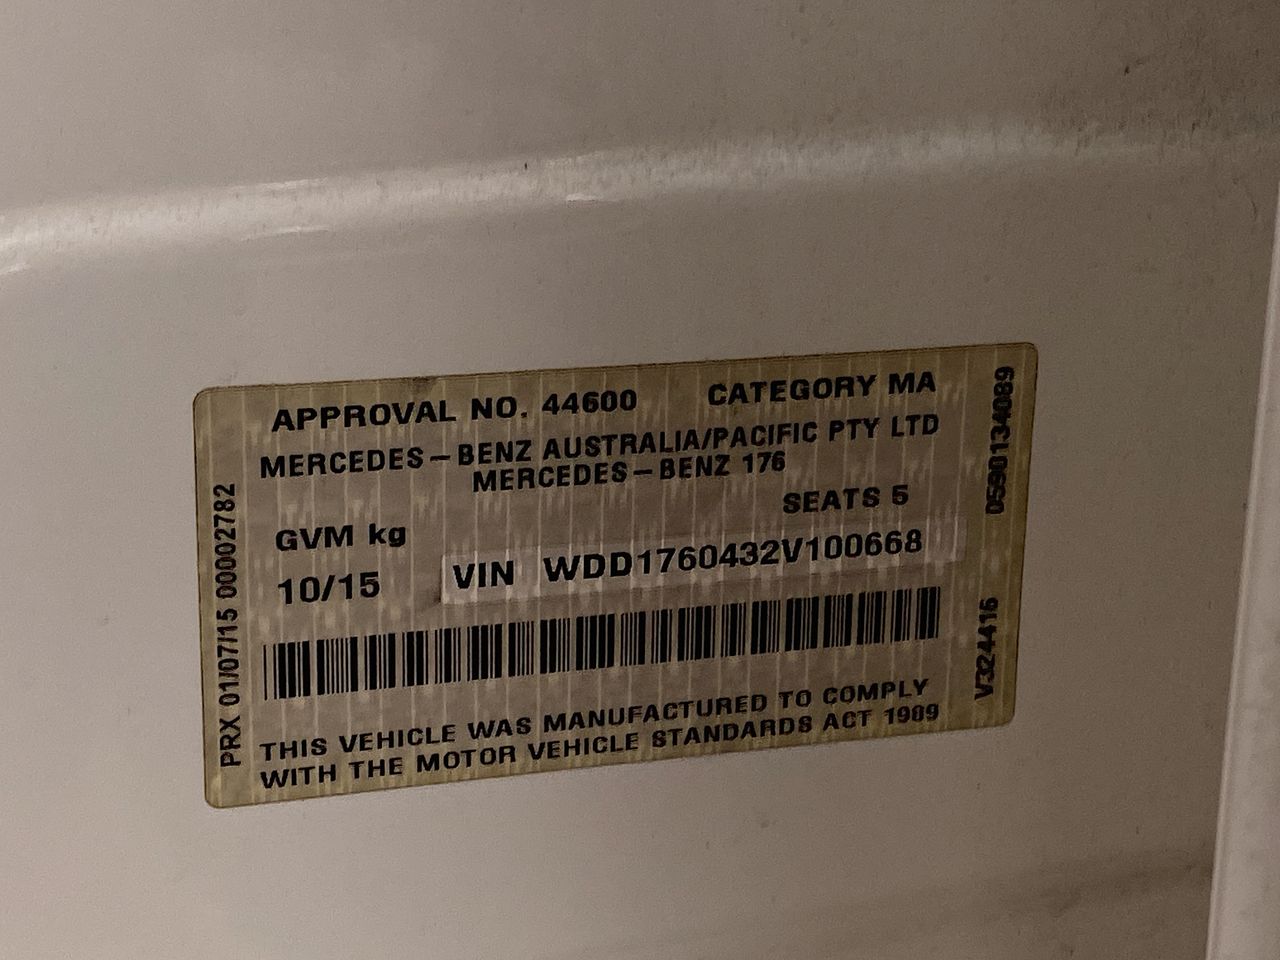 APPROVAL NO. 44600 CATEGORY MA
MERCEDES-BENZ AUSTRALIA/PACIFIC PTY LTD
MERCEDES-BENZ 176
SEATS 5
GVM kg
10/15 VIN WDD1760432V100668
THIS VEHICLE WAS MANUFACTURED TO COMPLY
WITH THE MOTOR VEHICLE STANDARDS ACT 1989
PRX 01/07/15 00002782
V324416 0590134089